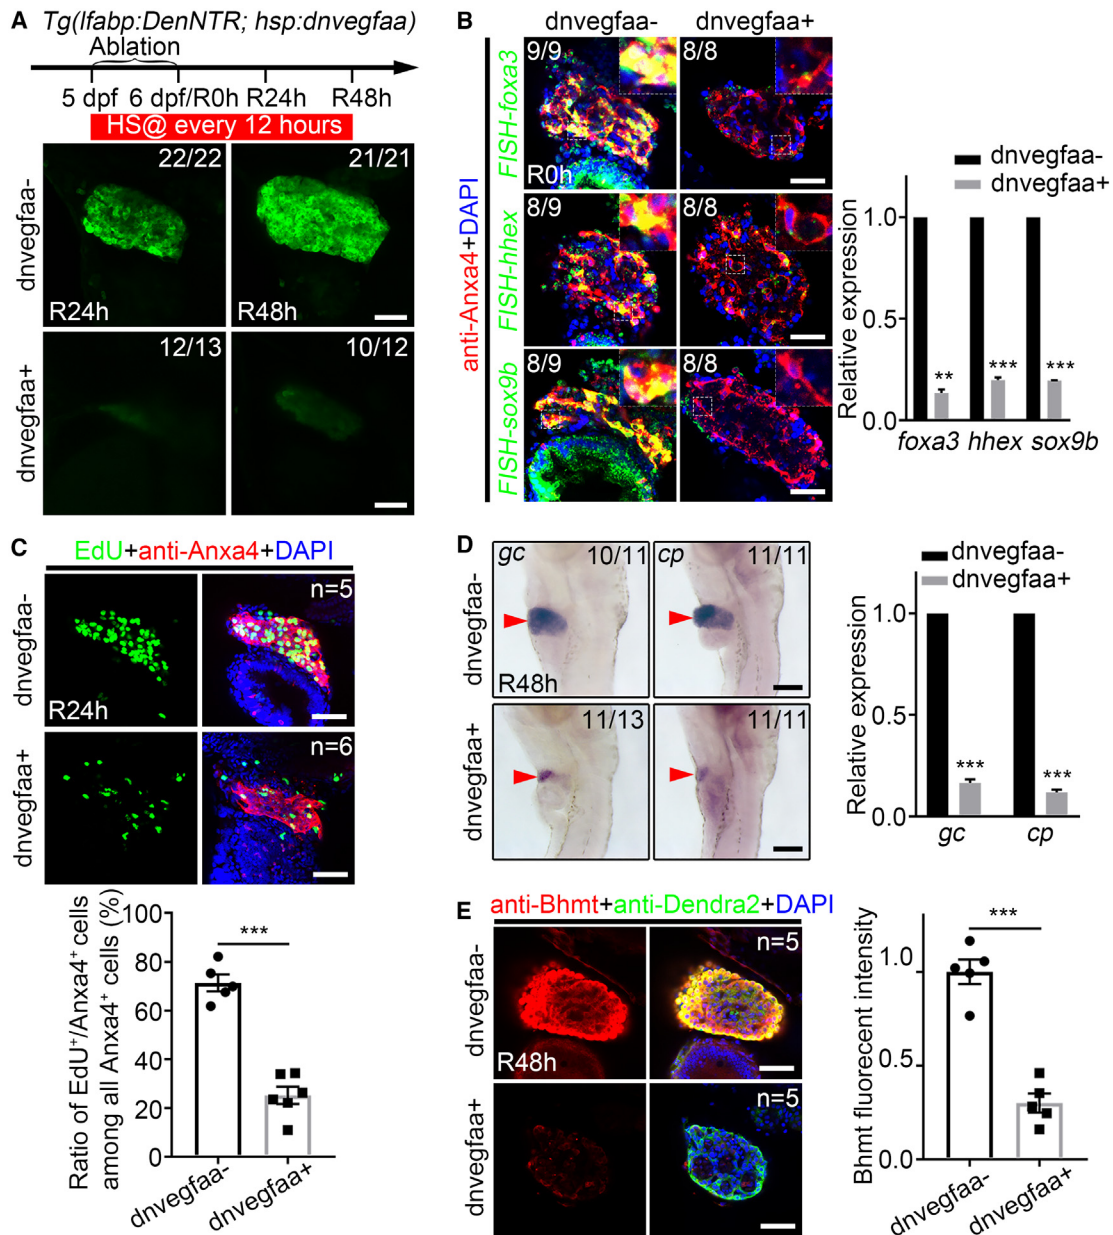 A Tg(lfabp:DenNTR; hsp:dnvegfaa)
Ablation
5 dpf 6 dpf/R0h R24h R48h
HS@ every 12 hours
dnvegfaa-
22/22
21/21
R24h
R48h
dnvegfaa+
12/13
10/12
B dnvegfaa- dnvegfaa+
anti-Anxa4+DAPI
FISH-foxa3
9/9
8/8
R0h
FISH-hhex
8/9
8/8
FISH-sox9b
8/9
8/8
dnvegfaa-
dnvegfaa+
Relative expression
1.0
0.5
0.0
** *** ***
foxa3 hhex sox9b
C EdU+anti-Anxa4+DAPI
dnvegfaa-
n=5
R24h
dnvegfaa+
n=6
Ratio of EdU⁺/Anxa4⁺ cells
among all Anxa4⁺ cells (%)
100
80
60
40
20
0
***
dnvegfaa-
dnvegfaa+
D
dnvegfaa-
gc 10/11
cp 11/11
R48h
dnvegfaa+
11/13
11/11
dnvegfaa-
dnvegfaa+
Relative expression
1.0
0.5
0.0
*** ***
gc cp
E anti-Bhmt+anti-Dendra2+DAPI
dnvegfaa-
n=5
R48h
dnvegfaa+
n=5
Bhmt fluorecent intensity
1.0
0.5
0.0
***
dnvegfaa-
dnvegfaa+